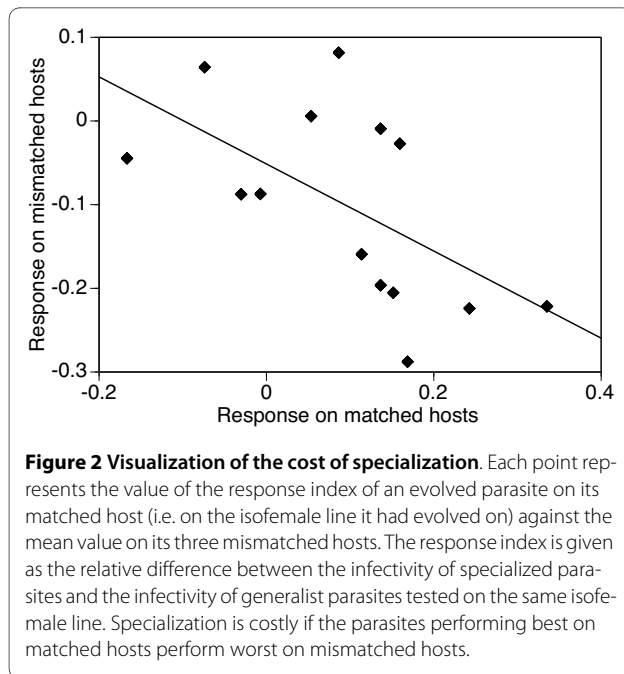 0.1
0
-0.1
-0.2
-0.3
Response on mismatched hosts
-0.2 0 0.2 0.4
Response on matched hosts
Figure 2 Visualization of the cost of specialization. Each point rep-
resents the value of the response index of an evolved parasite on its
matched host (i.e. on the isofemale line it had evolved on) against the
mean value on its three mismatched hosts. The response index is given
as the relative difference between the infectivity of specialized para-
sites and the infectivity of generalist parasites tested on the same isofe-
male line. Specialization is costly if the parasites performing best on
matched hosts perform worst on mismatched hosts.